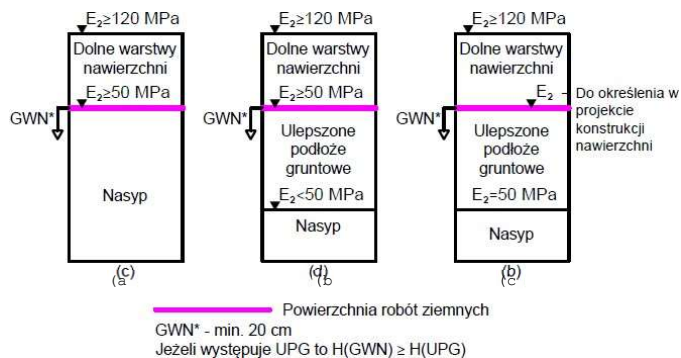 E₂≥120 MPa
Dolne warstwy
nawierzchni
E₂≥50 MPa
GWN*
Nasyp
(c)
(a
E₂≥120 MPa
Dolne warstwy
nawierzchni
E₂≥50 MPa
GWN*
Ulepszone
podłoże
gruntowe
E₂<50 MPa
Nasyp
(d)
(b
E₂≥120 MPa
Dolne warstwy
nawierzchni
E₂ - Do określenia w
projekcie
konstrukcji
nawierzchni
GWN*
Ulepszone
podłoże
gruntowe
E₂=50 MPa
Nasyp
(b)
(c
Powierzchnia robót ziemnych
GWN* - min. 20 cm
Jeżeli występuje UPG to H(GWN) ≥ H(UPG)